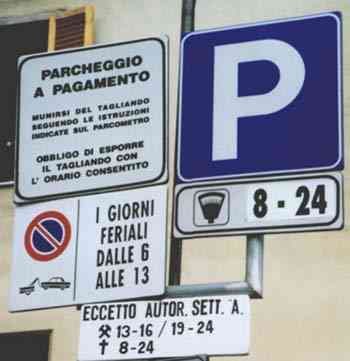 PARCHEGGIO
A PAGAMENTO
MUNIRSI DEL TAGLIANDO
SEGUENDO LE ISTRUZIONI
INDICATE SUL PARCOMETRO
OBBLIGO DI ESPORRE
IL TAGLIANDO CON
L'ORARIO CONSENTITO
P
8 - 24
I GIORNI
FERIALI
DALLE 6
ALLE 13
ECCETTO AUTOR. SETT. "A.
13-16 / 19-24
8-24